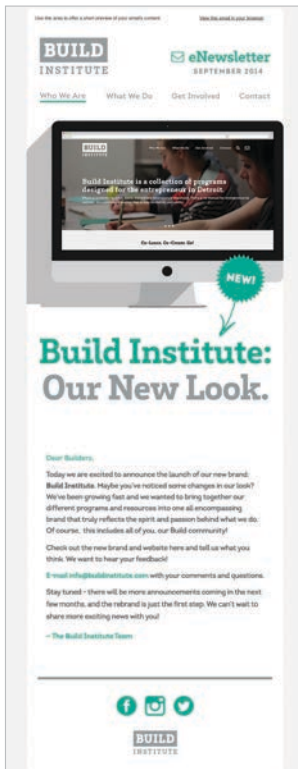 Use this area to offer a short preview of your email's content.
View this email in your browser
BUILD
INSTITUTE
eNewsletter
SEPTEMBER 2014
Who We Are
What We Do
Get Involved
Contact
BUILD
INSTITUTE
Build Institute is a collection of programs
designed for the entrepreneur in Detroit.
Co-Learn. Co-Create. Go!
NEW!
Build Institute:
Our New Look.
Dear Builders,
Today we are excited to announce the launch of our new brand:
Build Institute. Maybe you've noticed some changes in our look?
We've been growing fast and we wanted to bring together our
different programs and resources into one all encompassing
brand that truly reflects the spirit and passion behind what we do.
Of course, this includes all of you, our Build community!
Check out the new brand and website here and tell us what you
think. We want to hear your feedback!
E-mail info@buildinstitute.com with your comments and questions.
Stay tuned - there will be more announcements coming in the next
few months, and the rebrand is just the first step. We can't wait to
share more exciting news with you!
- The Build Institute Team
BUILD
INSTITUTE